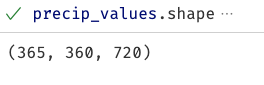 precip_values.shape ...
(365, 360, 720)